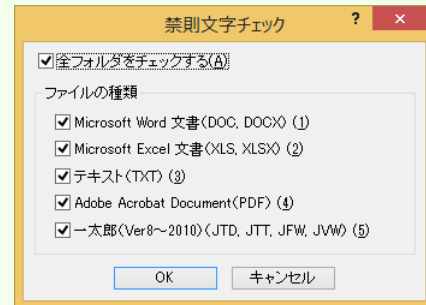 禁則文字チェック
? ×
全フォルダをチェックする(A)
ファイルの種類
Microsoft Word 文書(DOC, DOCX) (1)
Microsoft Excel 文書(XLS, XLSX) (2)
テキスト(TXT) (3)
Adobe Acrobat Document(PDF) (4)
一太郎(Ver8～2010)(JTD, JTT, JFW, JVW) (5)
OK
キャンセル